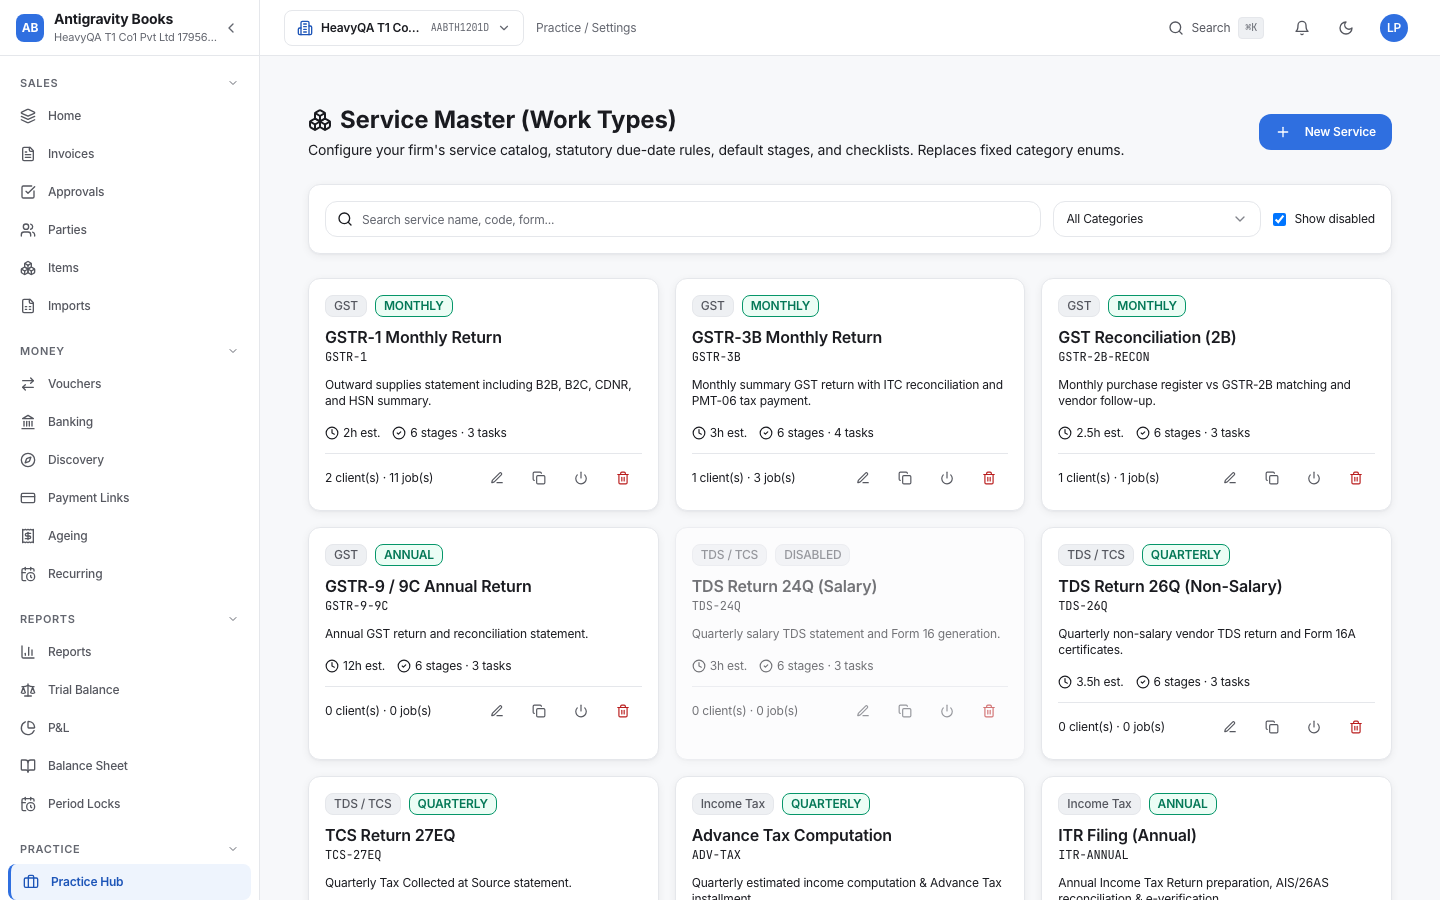 AB
Antigravity Books
HeavyQA T1 Co1 Pvt Ltd 17956...
HeavyQA T1 Co... AABTH1201D
Practice / Settings
Search ⌘K
LP
SALES
Home
Invoices
Approvals
Parties
Items
Imports
MONEY
Vouchers
Banking
Discovery
Payment Links
Ageing
Recurring
REPORTS
Reports
Trial Balance
P&L
Balance Sheet
Period Locks
PRACTICE
Practice Hub
Service Master (Work Types)
Configure your firm's service catalog, statutory due-date rules, default stages, and checklists. Replaces fixed category enums.
New Service
Search service name, code, form...
All Categories
Show disabled
GST MONTHLY
GSTR-1 Monthly Return
GSTR-1
Outward supplies statement including B2B, B2C, CDNR,
and HSN summary.
2h est. 6 stages · 3 tasks
2 client(s) · 11 job(s)
GST MONTHLY
GSTR-3B Monthly Return
GSTR-3B
Monthly summary GST return with ITC reconciliation and
PMT-06 tax payment.
3h est. 6 stages · 4 tasks
1 client(s) · 3 job(s)
GST MONTHLY
GST Reconciliation (2B)
GSTR-2B-RECON
Monthly purchase register vs GSTR-2B matching and
vendor follow-up.
2.5h est. 6 stages · 3 tasks
1 client(s) · 1 job(s)
GST ANNUAL
GSTR-9 / 9C Annual Return
GSTR-9-9C
Annual GST return and reconciliation statement.
12h est. 6 stages · 3 tasks
0 client(s) · 0 job(s)
TDS / TCS DISABLED
TDS Return 24Q (Salary)
TDS-24Q
Quarterly salary TDS statement and Form 16 generation.
3h est. 6 stages · 3 tasks
0 client(s) · 0 job(s)
TDS / TCS QUARTERLY
TDS Return 26Q (Non-Salary)
TDS-26Q
Quarterly non-salary vendor TDS return and Form 16A
certificates.
3.5h est. 6 stages · 3 tasks
0 client(s) · 0 job(s)
TDS / TCS QUARTERLY
TCS Return 27EQ
TCS-27EQ
Quarterly Tax Collected at Source statement.
Income Tax QUARTERLY
Advance Tax Computation
ADV-TAX
Quarterly estimated income computation & Advance Tax
installment.
Income Tax ANNUAL
ITR Filing (Annual)
ITR-ANNUAL
Annual Income Tax Return preparation, AIS/26AS
reconciliation & e-verification.